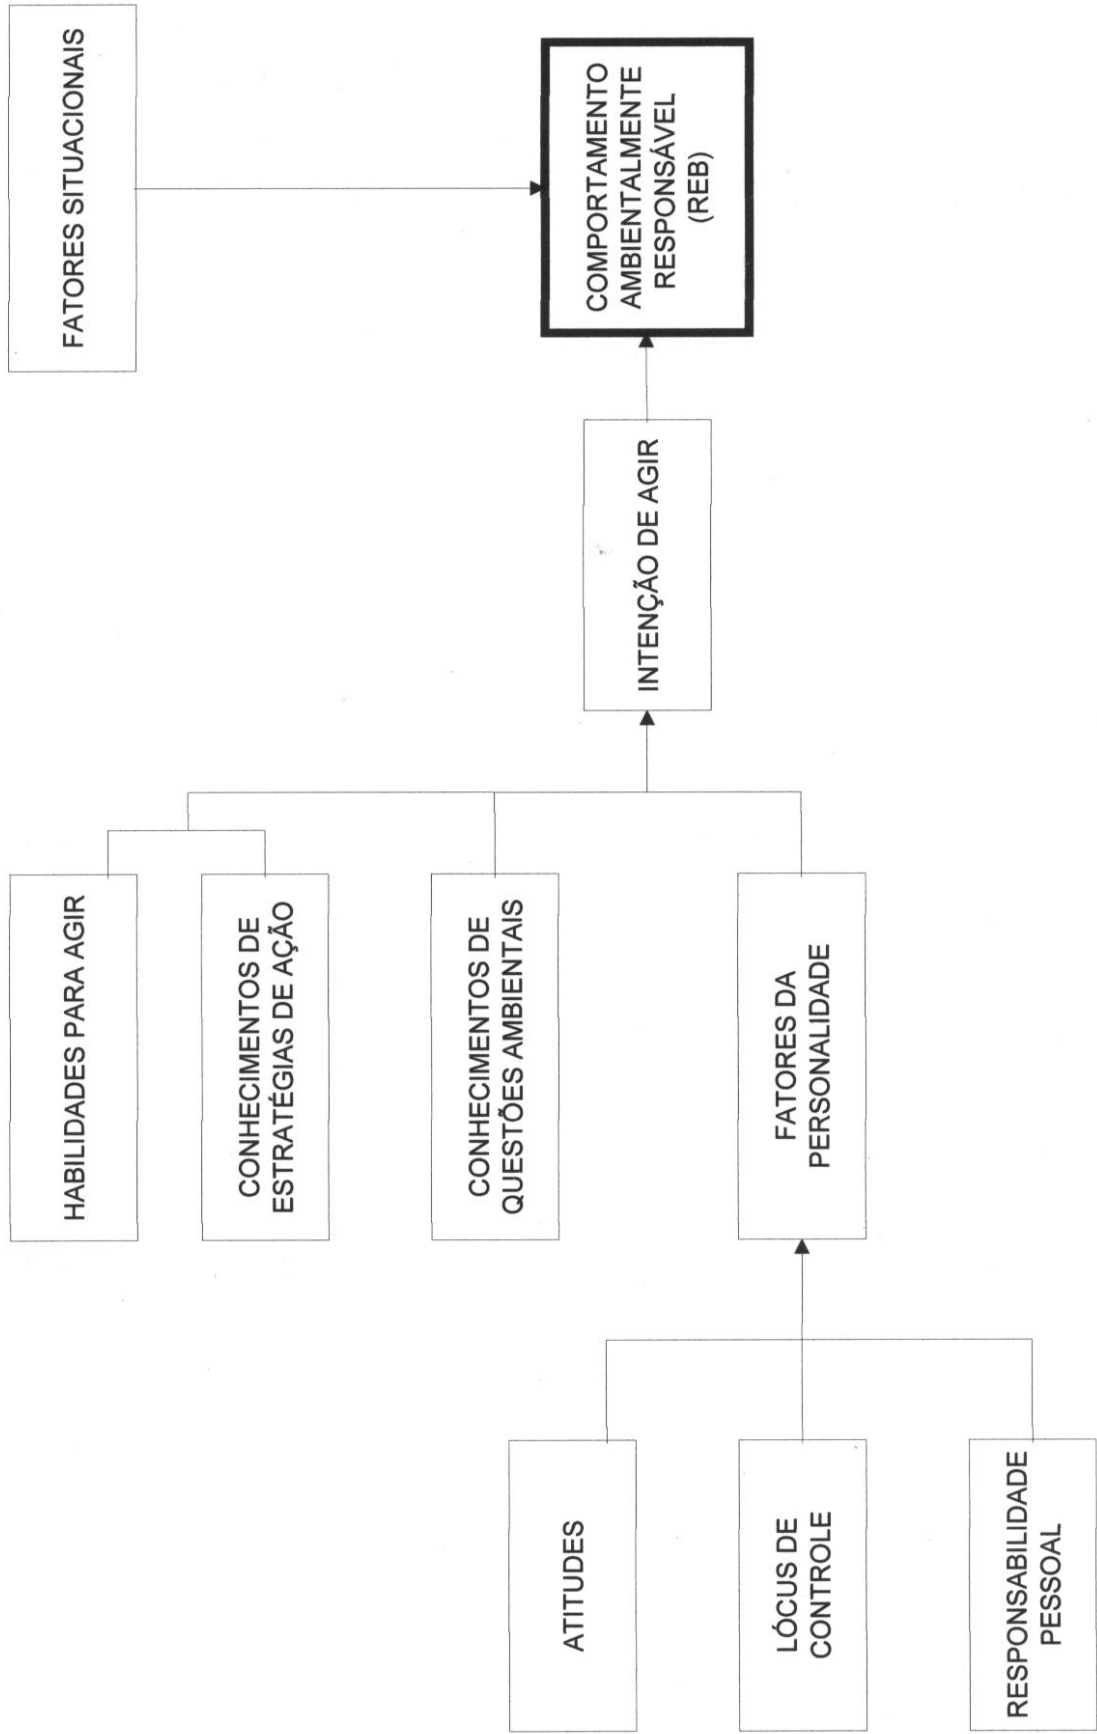 HABILIDADES PARA AGIR
FATORES SITUACIONAIS
CONHECIMENTOS DE
ESTRATÉGIAS DE AÇÃO
CONHECIMENTOS DE
QUESTÕES AMBIENTAIS
ATITUDES
INTENÇÃO DE AGIR
COMPORTAMENTO
AMBIENTALMENTE
RESPONSÁVEL
(REB)
LÓCUS DE
CONTROLE
FATORES DA
PERSONALIDADE
RESPONSABILIDADE
PESSOAL